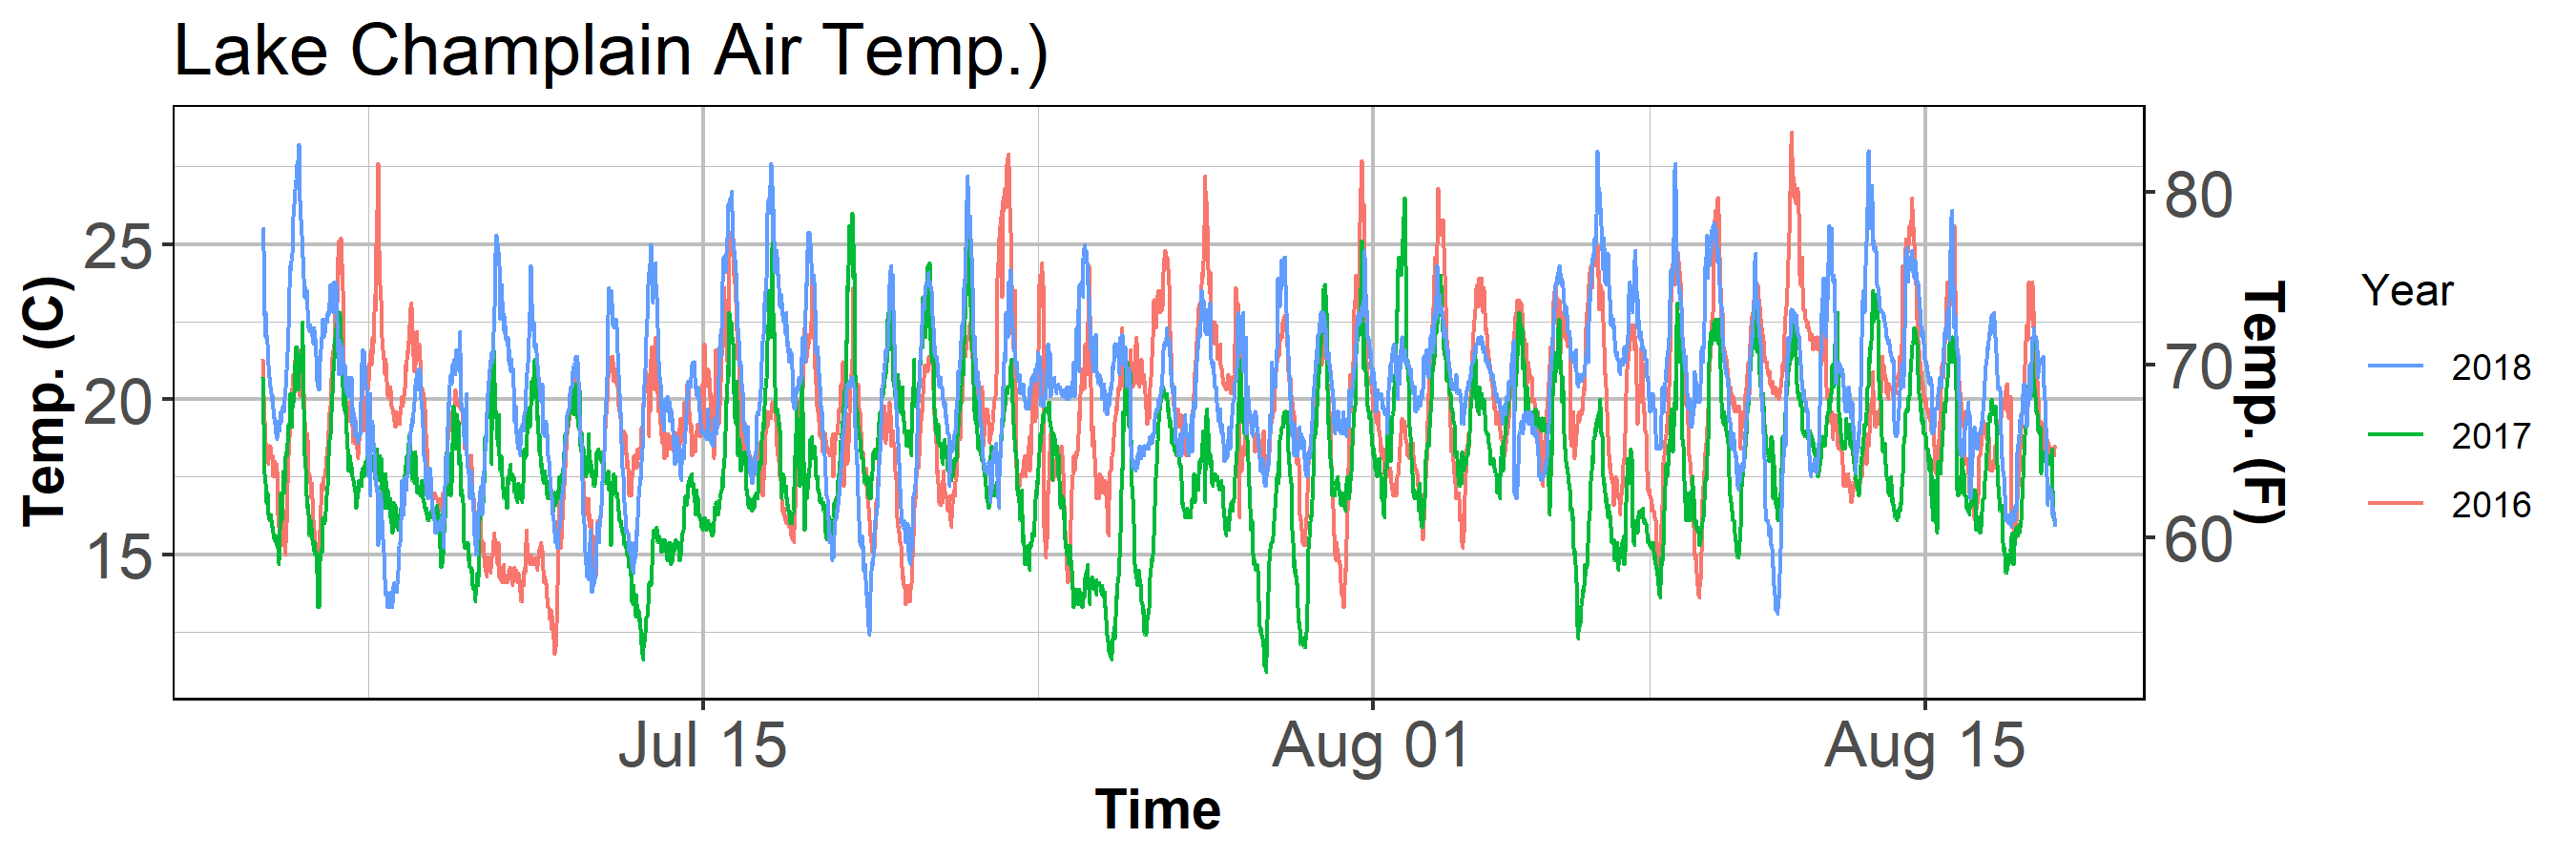 Lake Champlain Air Temp.)
Temp. (C)
25
20
15
80
70
60
Temp. (F)
Jul 15
Aug 01
Aug 15
Time
Year
2018
2017
2016